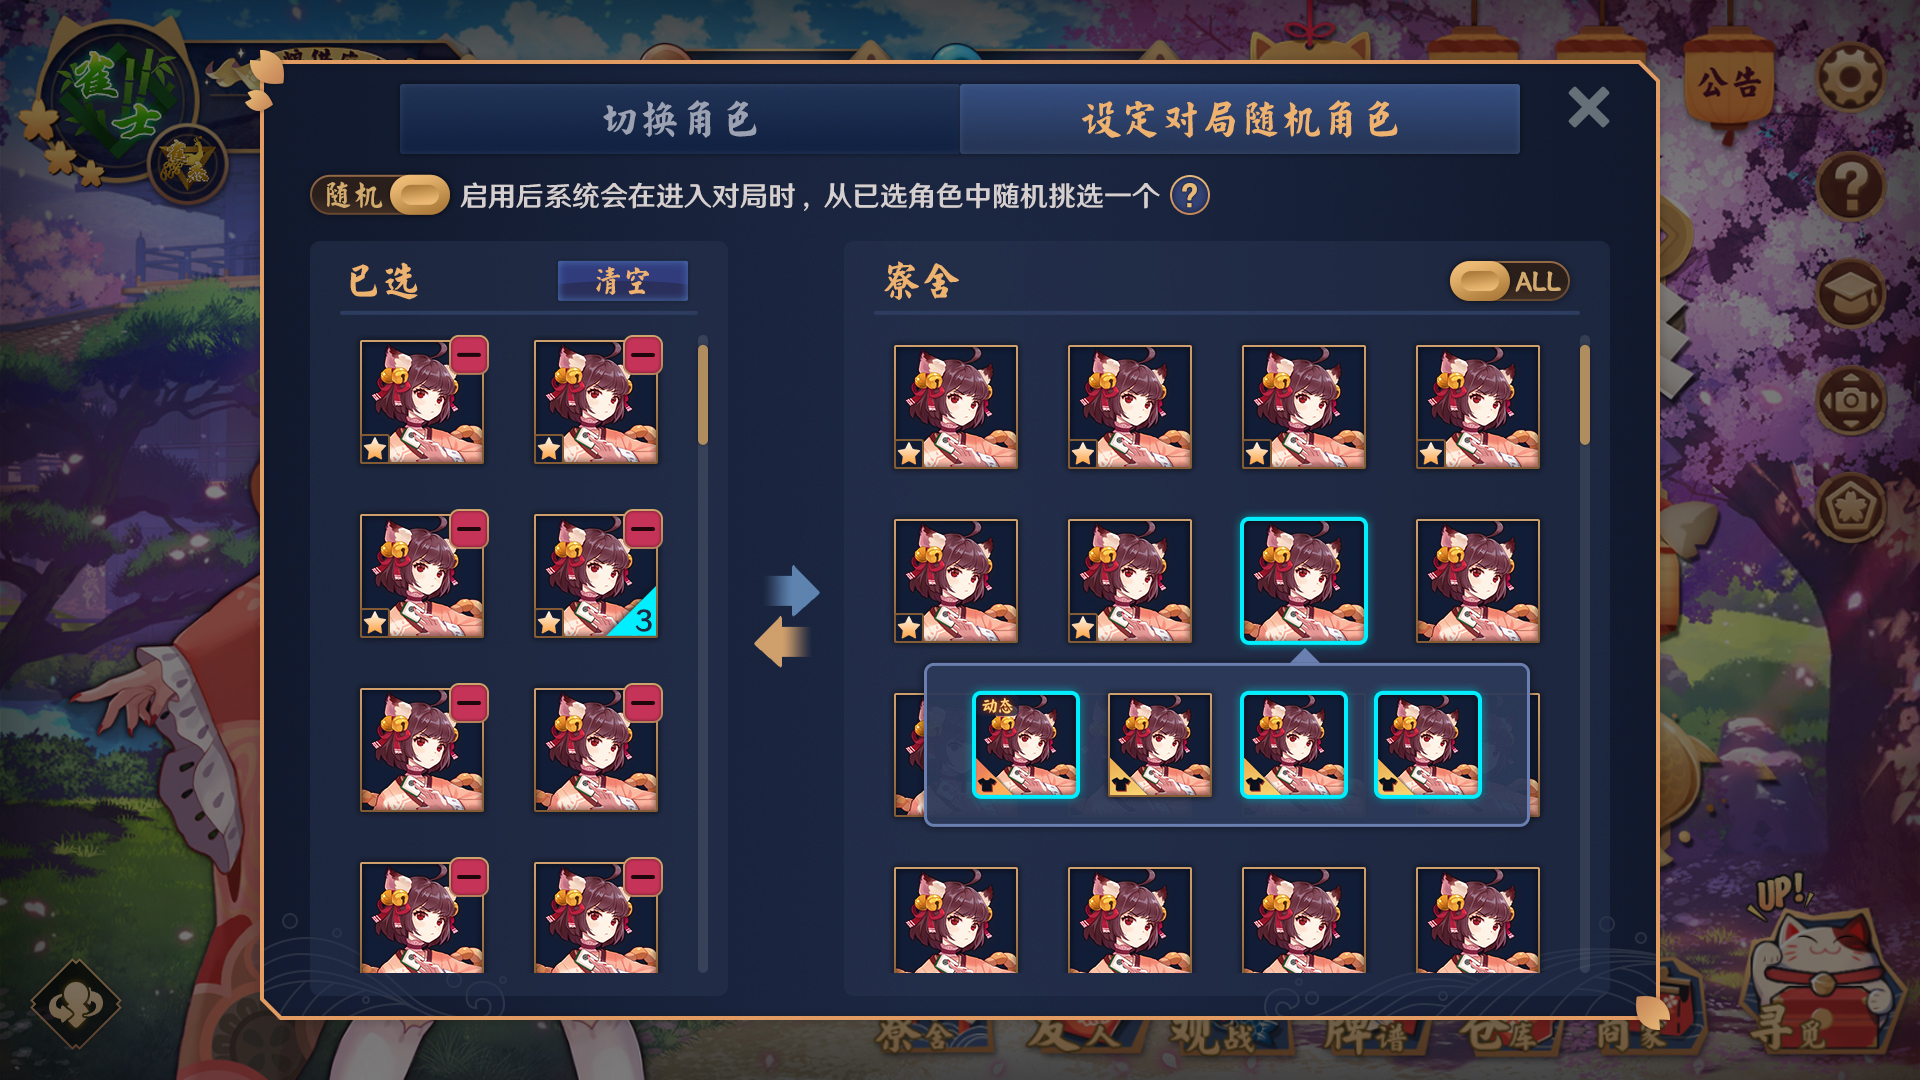 雀士
公告
切换角色
设定对局随机角色
随机
启用后系统会在进入对局时，从已选角色中随机挑选一个
?
已选
清空
寮舍
ALL
3
动态
UP!
寮舍
友人
观战
牌谱
仓库
商家
寻觅